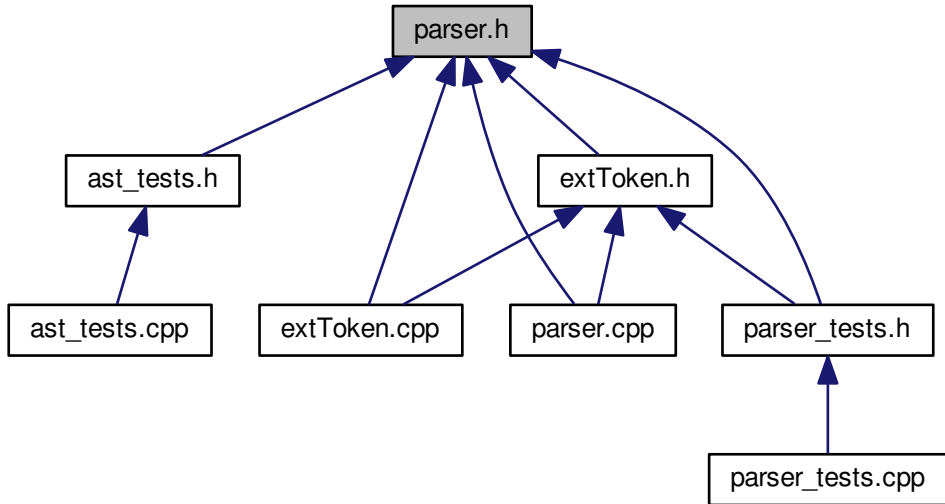 parser.h
ast_tests.h
extToken.h
ast_tests.cpp
extToken.cpp
parser.cpp
parser_tests.h
parser_tests.cpp